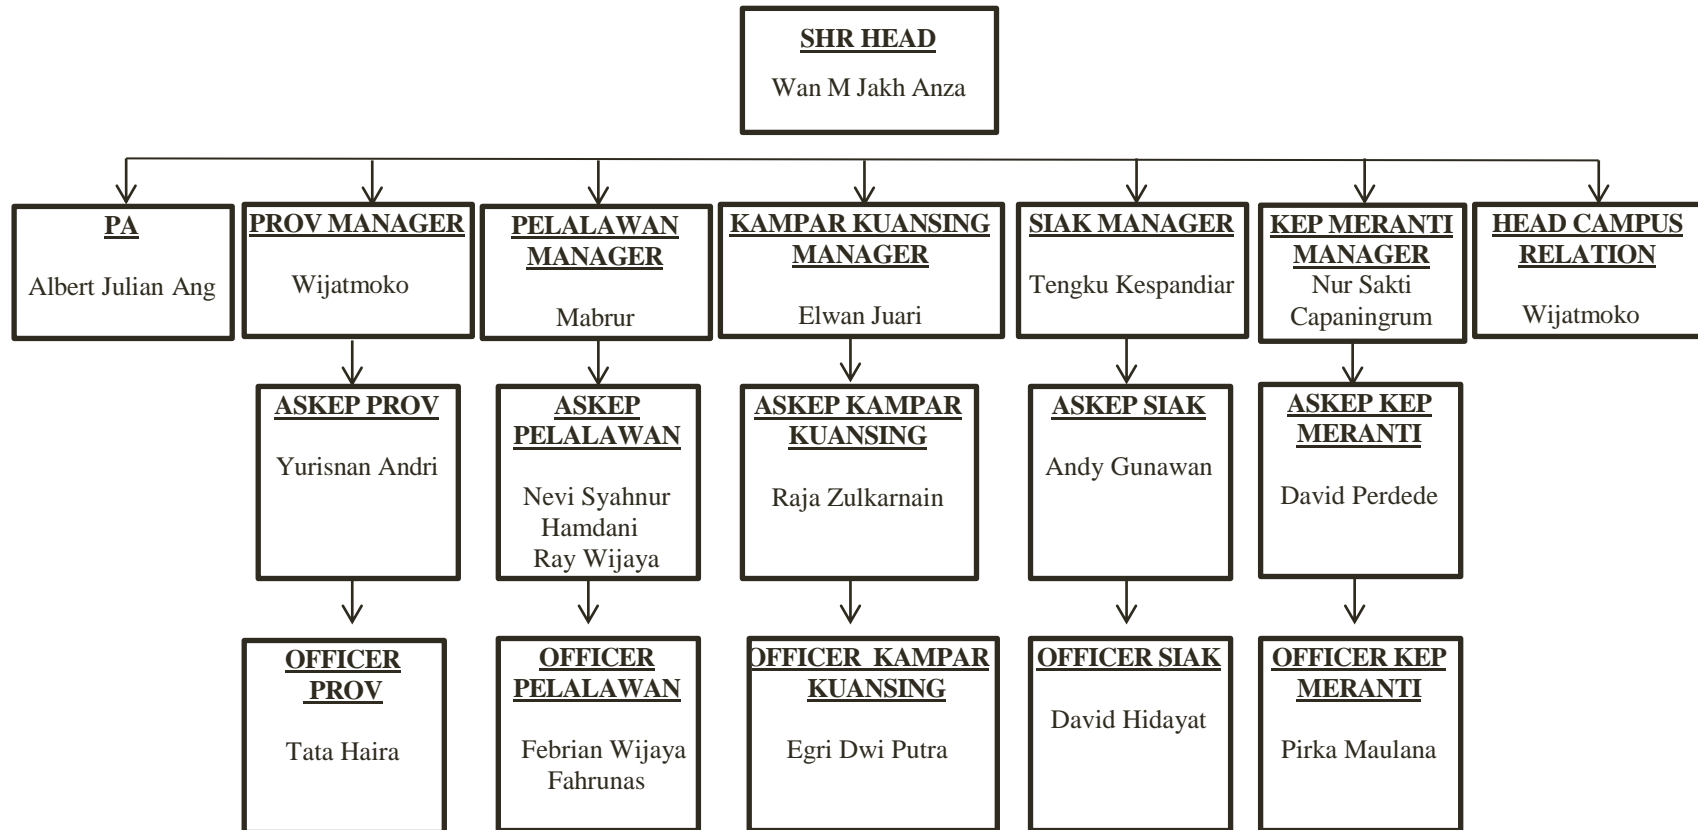 SHR HEAD
Wan M Jakh Anza
PA
Albert Julian Ang
PROV MANAGER
Wijatmoko
PELALAWAN
MANAGER
Mabrur
KAMPAR KUANSING
MANAGER
Elwan Juari
SIAK MANAGER
Tengku Kespandiar
KEP MERANTI
MANAGER
Nur Sakti
Capaningrum
HEAD CAMPUS
RELATION
Wijatmoko
ASKEP PROV
Yurisnan Andri
ASKEP
PELALAWAN
Nevi Syahnur
Hamdani
Ray Wijaya
ASKEP KAMPAR
KUANSING
Raja Zulkarnain
ASKEP SIAK
Andy Gunawan
ASKEP KEP
MERANTI
David Perdede
OFFICER
PROV
Tata Haira
OFFICER
PELALAWAN
Febrian Wijaya
Fahrunas
OFFICER KAMPAR
KUANSING
Egri Dwi Putra
OFFICER SIAK
David Hidayat
OFFICER KEP
MERANTI
Pirka Maulana